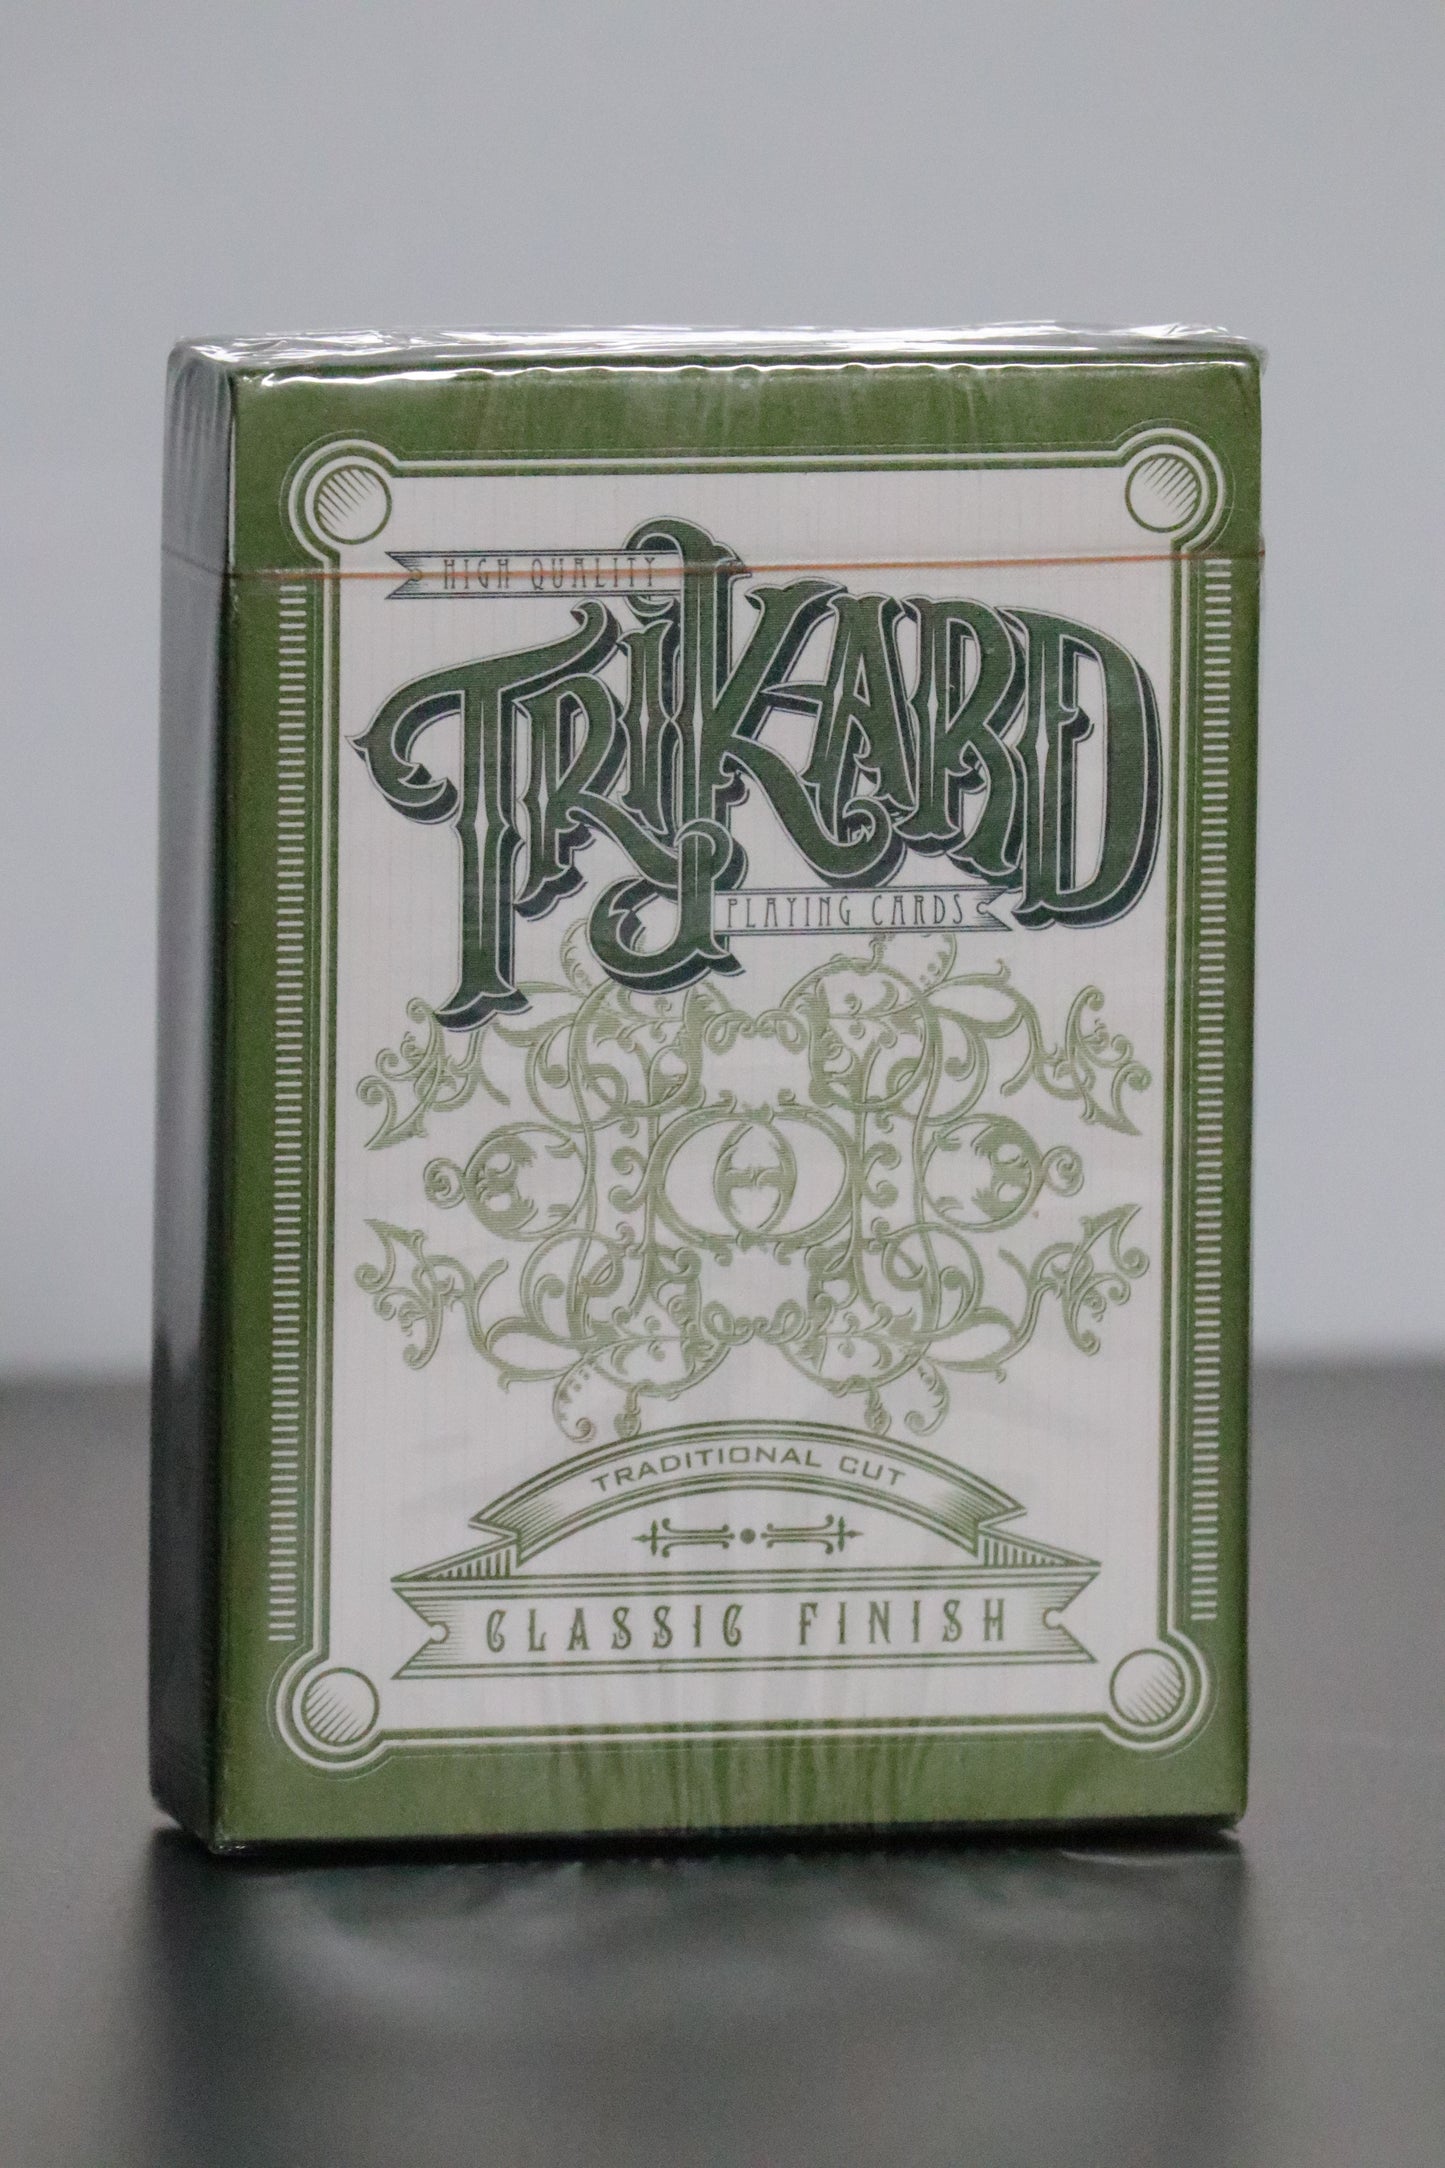 HIGH QUALITY
TRIKARD
PLAYING CARDS
TRADITIONAL CUT
CLASSIC FINISH